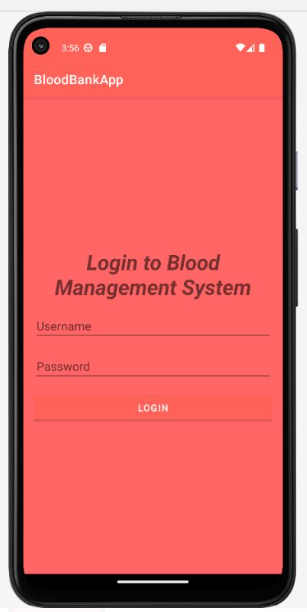 3:56
BloodBankApp
Login to Blood
Management System
Username
Password
LOGIN